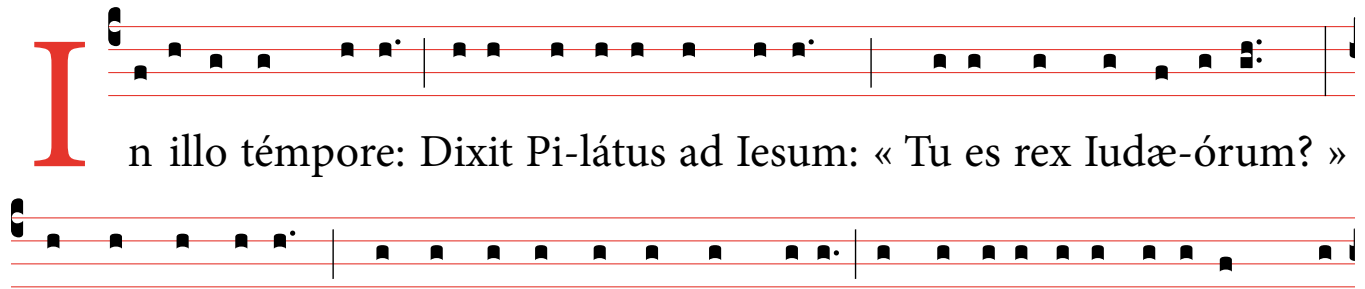 In illo témpore: Dixit Pi-látus ad Iesum: « Tu es rex Iudæ-órum? »